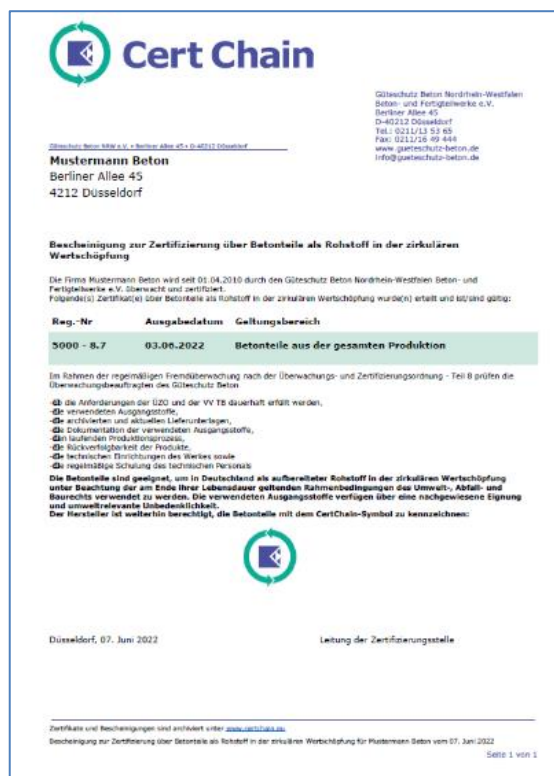 Cert Chain
Güteschutz Beton Nordrhein-Westfalen
Beton- und Fertigteilwerke e.V.
Berliner Allee 45
D-40212 Düsseldorf
Tel.: 0211/13 53 65
Fax: 0211/16 49 444
www.gueteschutz-beton.de
info@gueteschutz-beton.de
Güteschutz Beton NRW e.V. • Berliner Allee 45 • D-40212 Düsseldorf
Mustermann Beton
Berliner Allee 45
4212 Düsseldorf
Bescheinigung zur Zertifizierung über Betonteile als Rohstoff in der zirkulären
Wertschöpfung
Die Firma Mustermann Beton wird seit 01.04.2010 durch den Güteschutz Beton Nordrhein-Westfalen Beton- und
Fertigteilwerke e.V. überwacht und zertifiziert.
Folgende(s) Zertifikat(e) über Betonteile als Rohstoff in der zirkulären Wertschöpfung wurde(n) erteilt und ist/sind gültig:
Reg.-Nr Ausgabedatum Geltungsbereich
5000 - 8.7 03.06.2022 Betonteile aus der gesamten Produktion
Im Rahmen der regelmäßigen Fremdüberwachung nach der Überwachungs- und Zertifizierungsordnung - Teil 8 prüfen die
Überwachungsbeauftragten des Güteschutz Beton
-ob die Anforderungen der ÜZO und der VV TB dauerhaft erfüllt werden,
-die verwendeten Ausgangsstoffe,
-die archivierten und aktuellen Lieferunterlagen,
-die Dokumentation der verwendeten Ausgangsstoffe,
-den laufenden Produktionsprozess,
-die Rückverfolgbarkeit der Produkte,
-die technischen Einrichtungen des Werkes sowie
-die regelmäßige Schulung des technischen Personals
Die Betonteile sind geeignet, um in Deutschland als aufbereiteter Rohstoff in der zirkulären Wertschöpfung
unter Beachtung der am Ende ihrer Lebensdauer geltenden Rahmenbedingungen des Umwelt-, Abfall- und
Baurechts verwendet zu werden. Die verwendeten Ausgangsstoffe verfügen über eine nachgewiesene Eignung
und umweltrelevante Unbedenklichkeit.
Der Hersteller ist weiterhin berechtigt, die Betonteile mit dem CertChain-Symbol zu kennzeichnen:
Düsseldorf, 07. Juni 2022 Leitung der Zertifizierungsstelle
Zertifikate und Bescheinigungen sind archiviert unter
Bescheinigung zur Zertifizierung über Betonteile als Rohstoff in der zirkulären Wertschöpfung für Mustermann Beton vom 07. Juni 2022
Seite 1 von 1